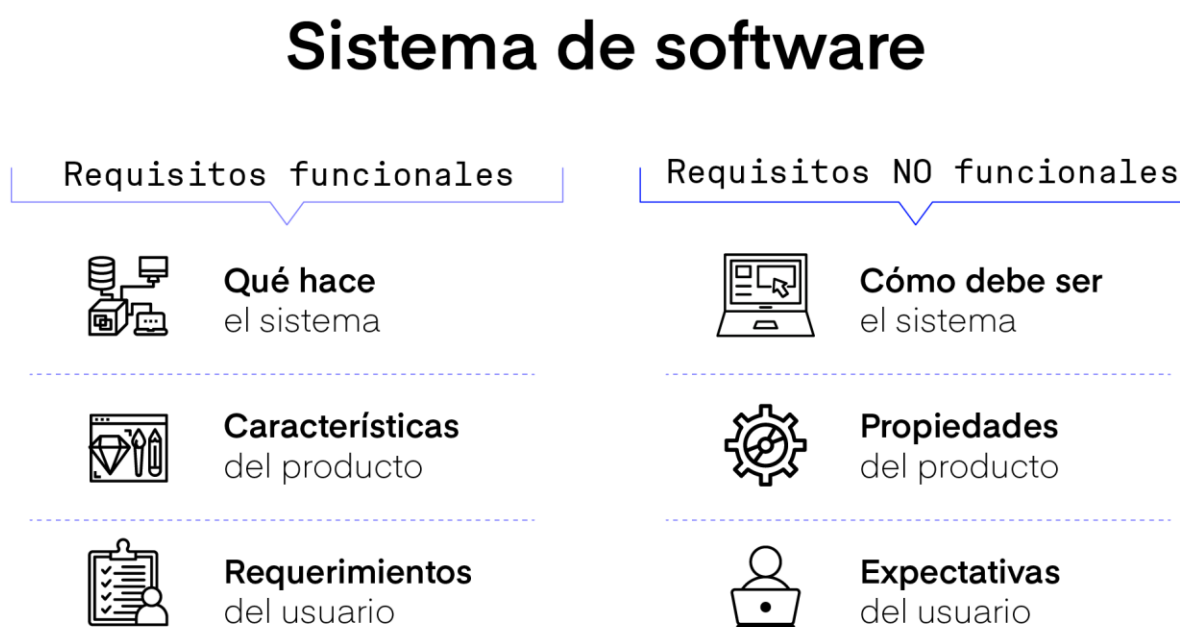 Sistema de software
Requisitos funcionales
Qué hace
el sistema
Características
del producto
Requerimientos
del usuario
Requisitos NO funcionales
Cómo debe ser
el sistema
Propiedades
del producto
Expectativas
del usuario